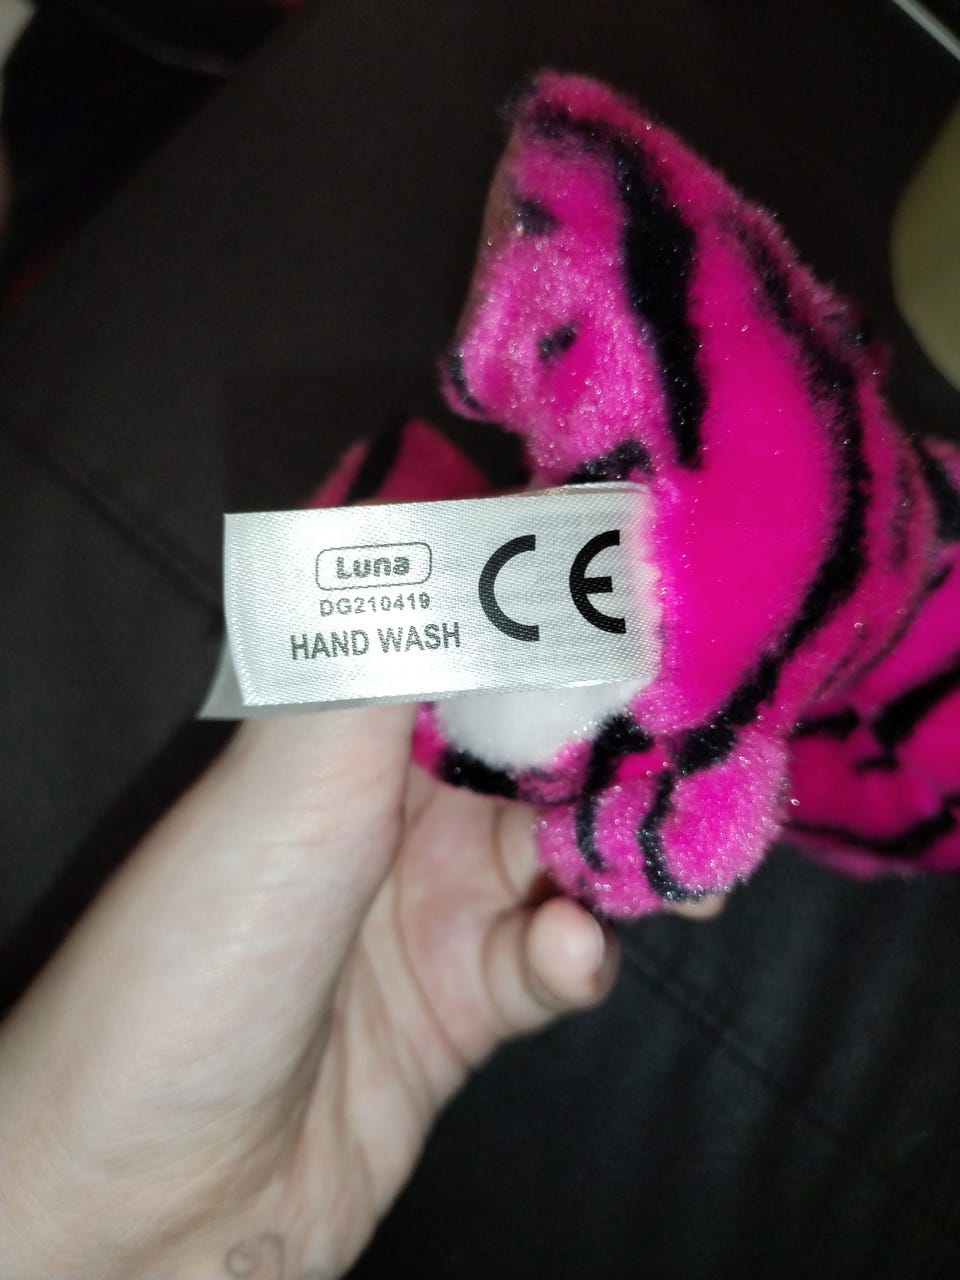 Luna
DG210419
HAND WASH
CE